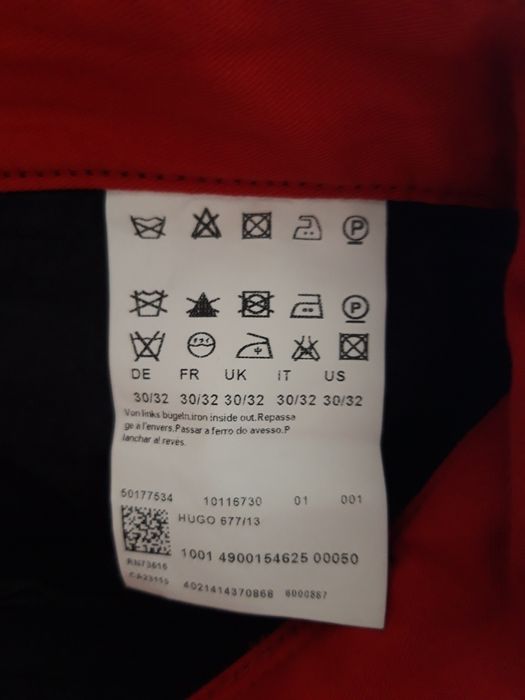 P
P
DE FR UK IT US
30/32 30/32 30/32 30/32 30/32
Von links bügeln.iron inside out.Repassa
ge a l'envers.Passar a ferro do avesso.P
lanchar al revés.
50177534 10116730 01 001
HUGO 677/13
1001 4900154625 00050
RN73616
CA23115
4021414370868 6000887